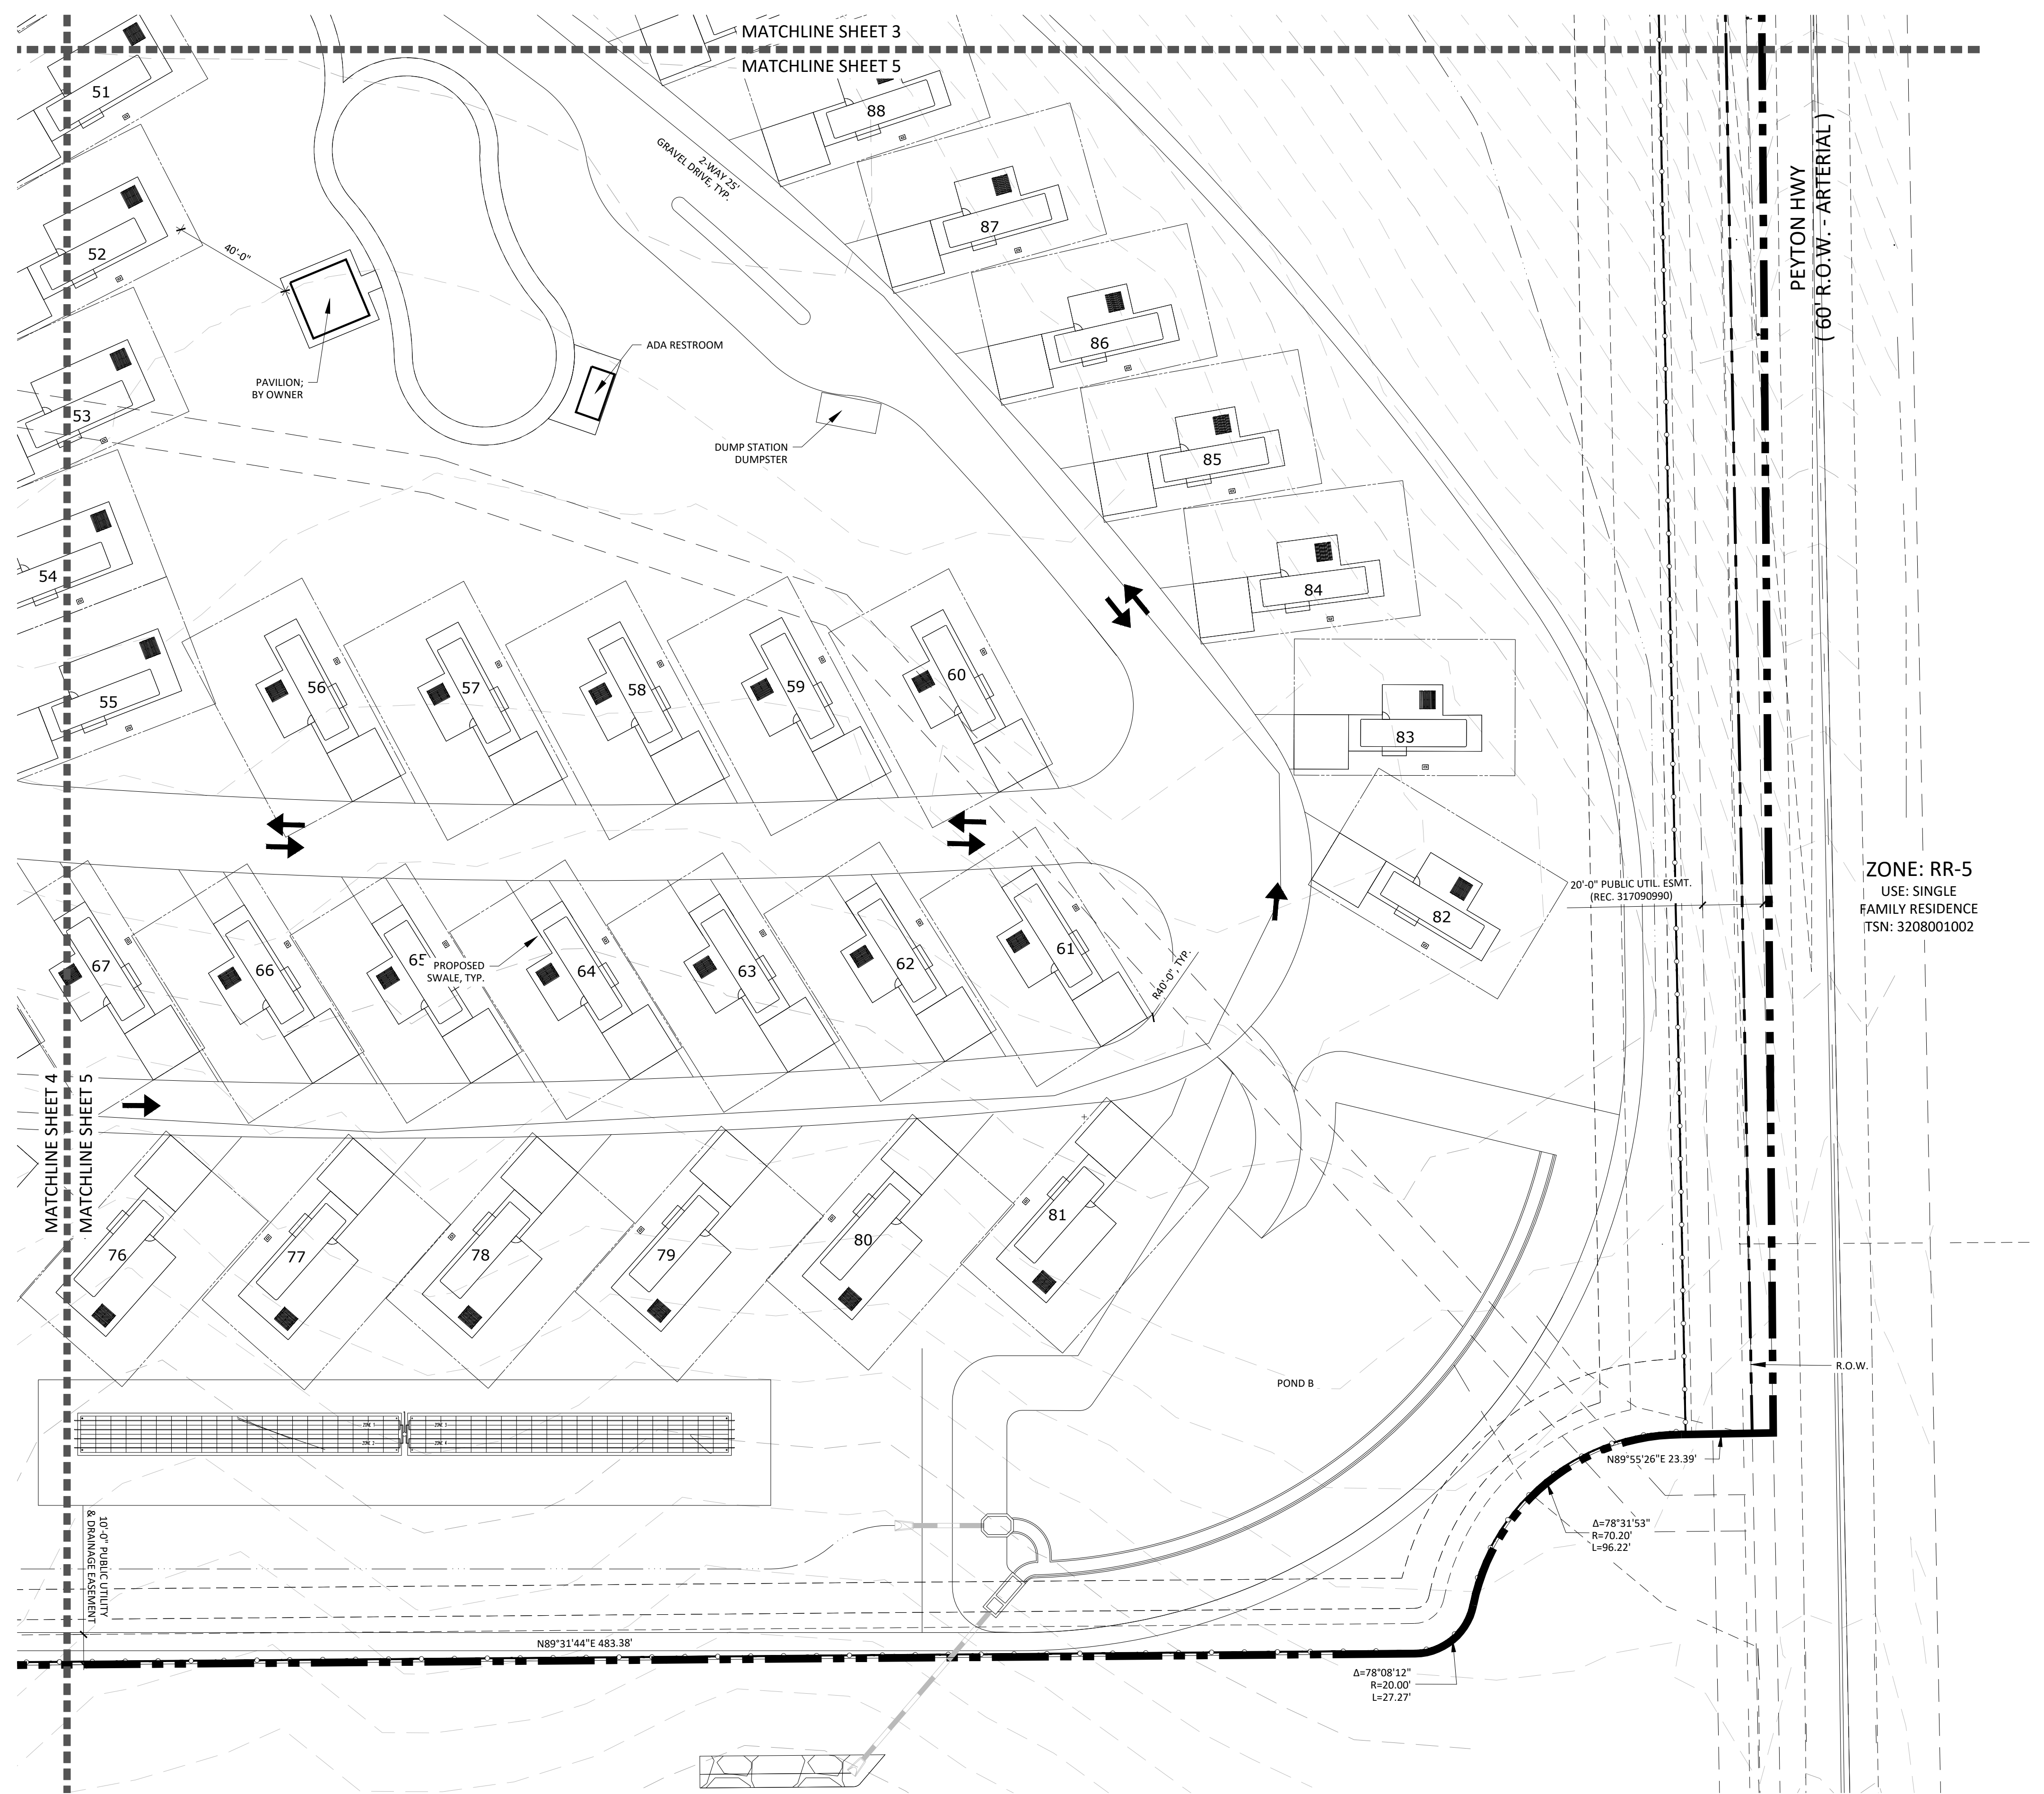 MATCHLINE SHEET 3
MATCHLINE SHEET 5
51
88
2-WAY 25'
GRAVEL DRIVE, TYP.
PEYTON HWY
( 60' R.O.W. - ARTERIAL )
87
52
40'-0"
86
ADA RESTROOM
PAVILION;
BY OWNER
53
DUMP STATION
DUMPSTER
85
54
84
55
56
57
58
59
60
83
ZONE: RR-5
USE: SINGLE
FAMILY RESIDENCE
TSN: 3208001002
20'-0" PUBLIC UTIL. ESMT.
(REC. 317090990)
82
67
66
65
PROPOSED
SWALE, TYP.
64
63
62
61
R40'-0", TYP.
MATCHLINE SHEET 4
MATCHLINE SHEET 5
76
77
78
79
80
81
R.O.W.
POND B
N89°55'26"E 23.39'
10'-0" PUBLIC UTILITY
& DRAINAGE EASEMENT
Δ=78°31'53"
R=70.20'
L=96.22'
N89°31'44"E 483.38'
Δ=78°08'12"
R=20.00'
L=27.27'